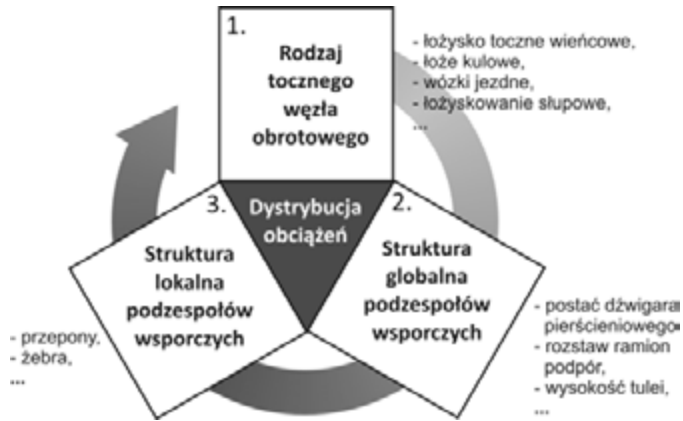 1.
Rodzaj
tocznego
węzła
obrotowego
- łożysko toczne wieńcowe,
- łoże kulowe,
- wózki jezdne,
- łożyskowanie słupowe,
...
Dystrybucja
obciążeń
2.
Struktura
globalna
podzespołów
wsporczych
- postać dźwigara
pierścieniowego
- rozstaw ramion
podpór,
- wysokość tulei,
...
3.
Struktura
lokalna
podzespołów
wsporczych
- przepony,
- żebra,
...